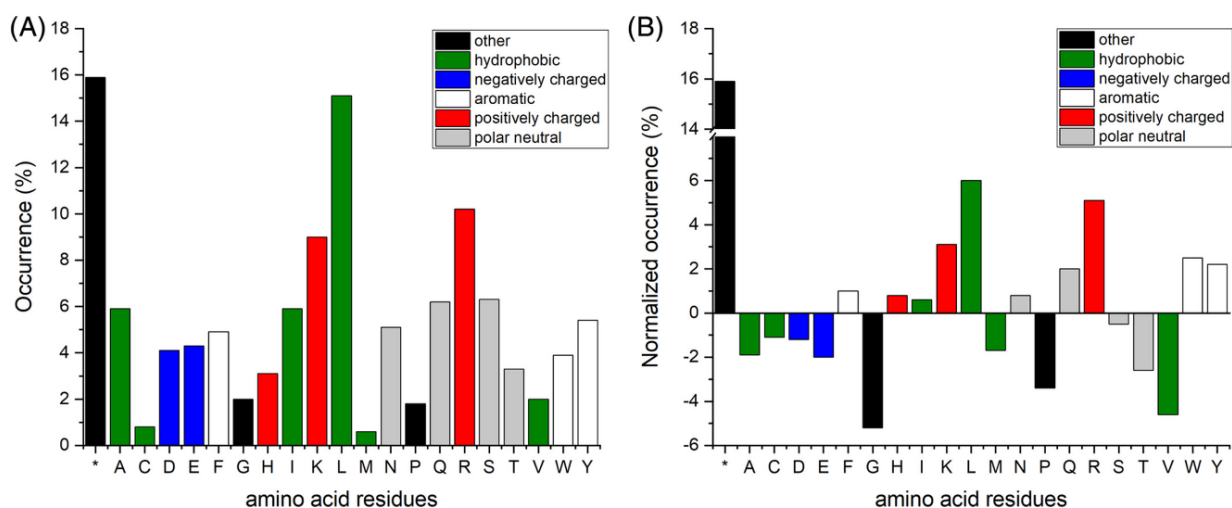 (A)
18
16
14
12
10
8
6
4
2
0
Occurrence (%)
other
hydrophobic
negatively charged
aromatic
positively charged
polar neutral
* A C D E F G H I K L M N P Q R S T V W Y
amino acid residues
(B)
18
16
14
6
4
2
0
-2
-4
-6
Normalized occurrence (%)
other
hydrophobic
negatively charged
aromatic
positively charged
polar neutral
* A C D E F G H I K L M N P Q R S T V W Y
amino acid residues